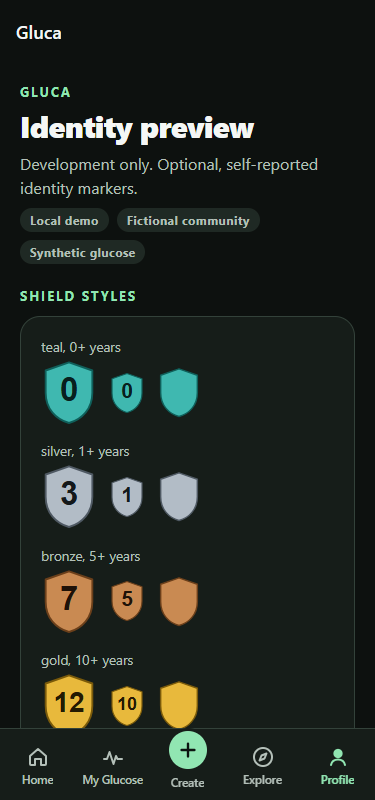 Gluca
GLUCA
Identity preview
Development only. Optional, self-reported
identity markers.
Local demo
Fictional community
Synthetic glucose
SHIELD STYLES
teal, 0+ years
0
0
silver, 1+ years
3
1
bronze, 5+ years
7
5
gold, 10+ years
12
10
Home
My Glucose
Create
Explore
Profile